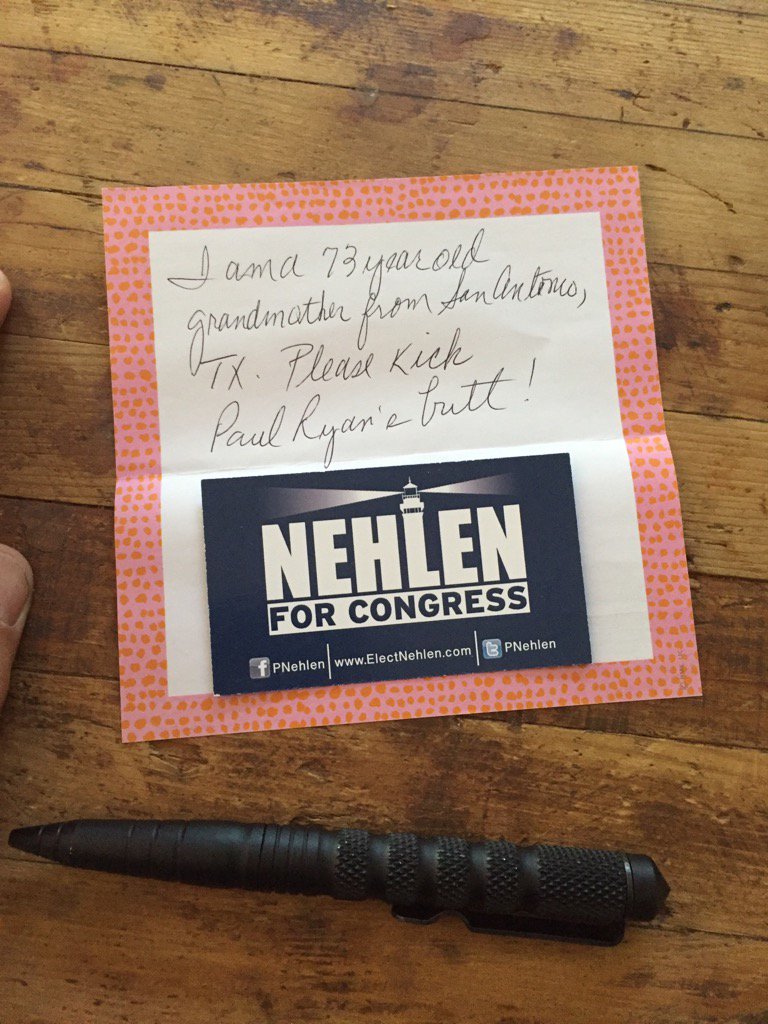 I am a 73 year old
grandmother from San Antonio,
TX. Please Kick
Paul Ryan's butt!
NEHLEN
FOR CONGRESS
PNehlen | www.ElectNehlen.com | PNehlen